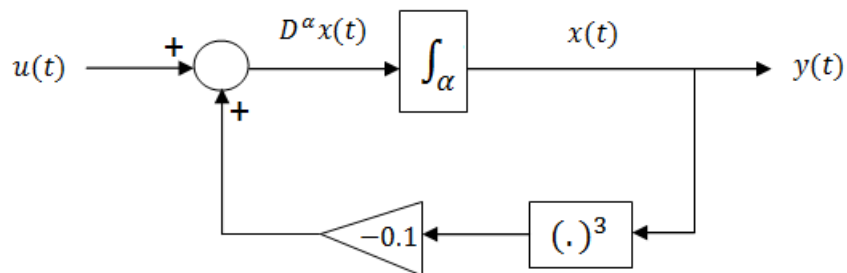 D^α x(t)
x(t)
+
u(t)
∫_α
y(t)
+
−0.1
(.)³